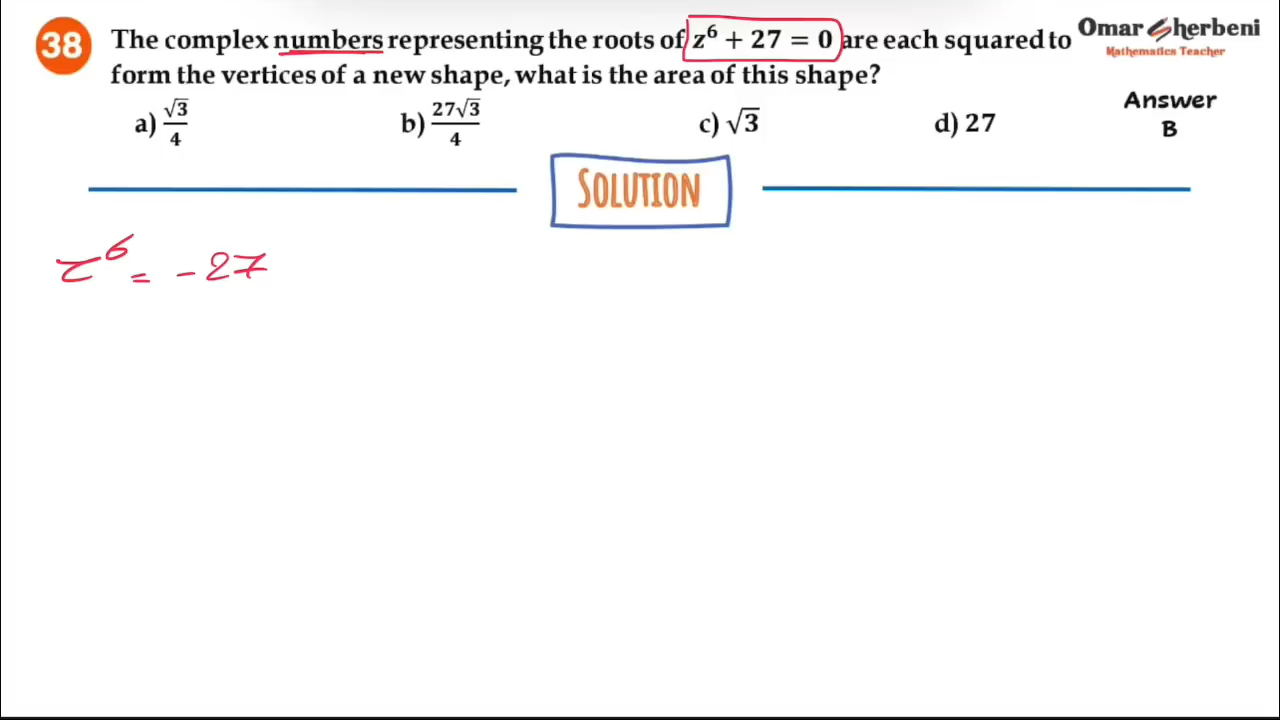 38 The complex numbers representing the roots of z⁶ + 27 = 0 are each squared to
form the vertices of a new shape, what is the area of this shape?
Omar Sherbeni
Mathematics Teacher
a) √3/4 b) 27√3/4 c) √3 d) 27
Answer
B
SOLUTION
z⁶ = -27